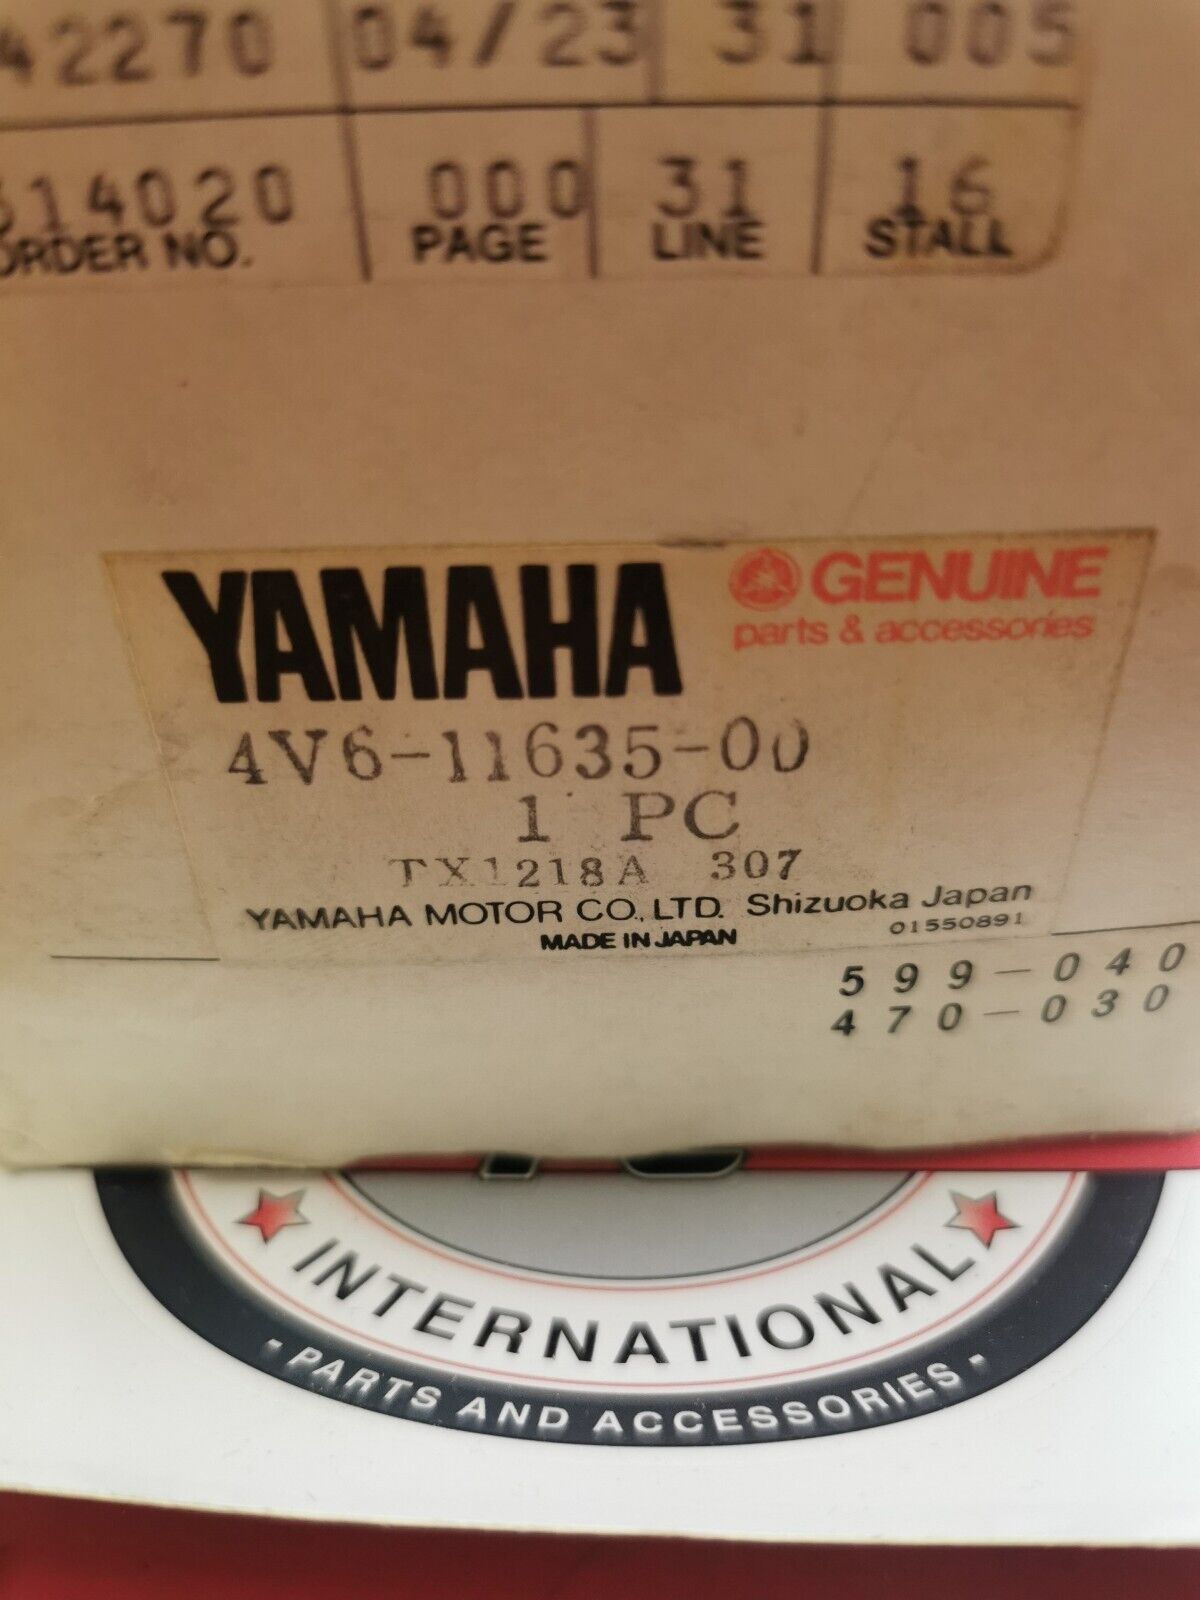 42270 04/23 31 005
614020 000 31 16
ORDER NO. PAGE LINE STALL
YAMAHA GENUINE
parts & accessories
4V6-11635-00
1 PC
TX1218A 307
YAMAHA MOTOR CO., LTD. Shizuoka Japan
MADE IN JAPAN 01550891
599-040
470-030
INTERNATIONAL
- PARTS AND ACCESSORIES -